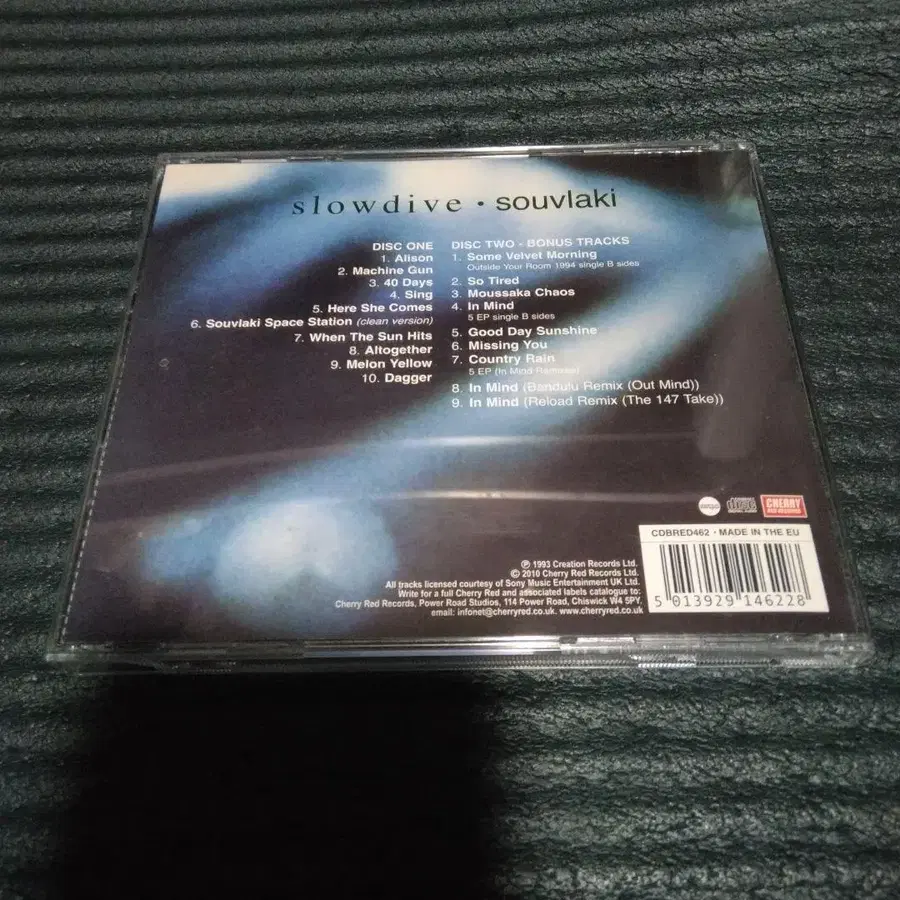 slowdive • souvlaki
DISC ONE
1. Alison
2. Machine Gun
3. 40 Days
4. Sing
5. Here She Comes
6. Souvlaki Space Station (clean version)
7. When The Sun Hits
8. Altogether
9. Melon Yellow
10. Dagger
DISC TWO - BONUS TRACKS
1. Some Velvet Morning
Outside Your Room 1994 single B sides
2. So Tired
3. Moussaka Chaos
4. In Mind
5 EP single B sides
5. Good Day Sunshine
6. Missing You
7. Country Rain
5 EP (In Mind Remixes)
8. In Mind (Bandulu Remix (Out Mind))
9. In Mind (Reload Remix (The 147 Take))
CHERRY
RED RECORDS
CDBRED462 • MADE IN THE EU
℗ 1993 Creation Records Ltd.
© 2010 Cherry Red Records Ltd.
All tracks licensed courtesy of Sony Music Entertainment UK Ltd.
Write for a full Cherry Red and associated labels catalogue to:
Cherry Red Records, Power Road Studios, 114 Power Road, Chiswick W4 5PY.
email: infonet@cherryred.co.uk. www.cherryred.co.uk
5 013929 146228